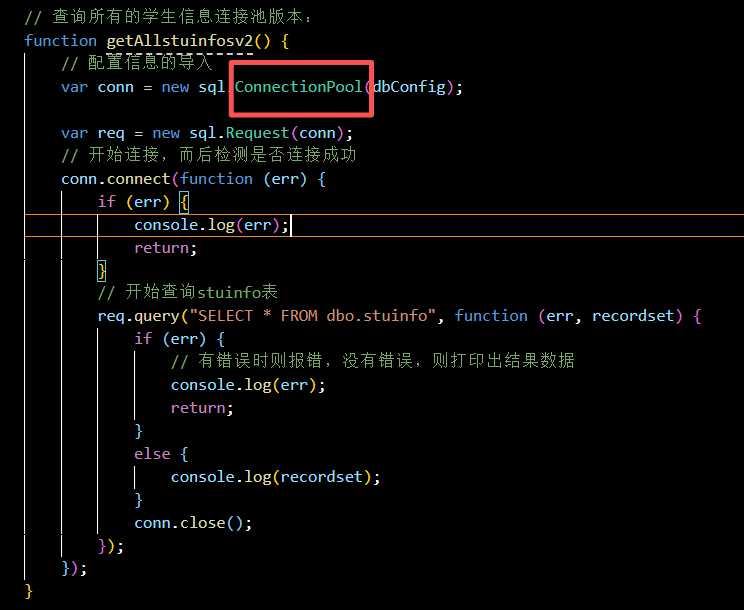 // 查询所有的学生信息连接池版本：
function getAllstuinfosv2() {
// 配置信息的导入
var conn = new sql.ConnectionPool(dbConfig);
var req = new sql.Request(conn);
// 开始连接，而后检测是否连接成功
conn.connect(function (err) {
if (err) {
console.log(err);
return;
}
// 开始查询stuinfo表
req.query("SELECT * FROM dbo.stuinfo", function (err, recordset) {
if (err) {
// 有错误时则报错，没有错误，则打印出结果数据
console.log(err);
return;
}
else {
console.log(recordset);
}
conn.close();
});
});
}